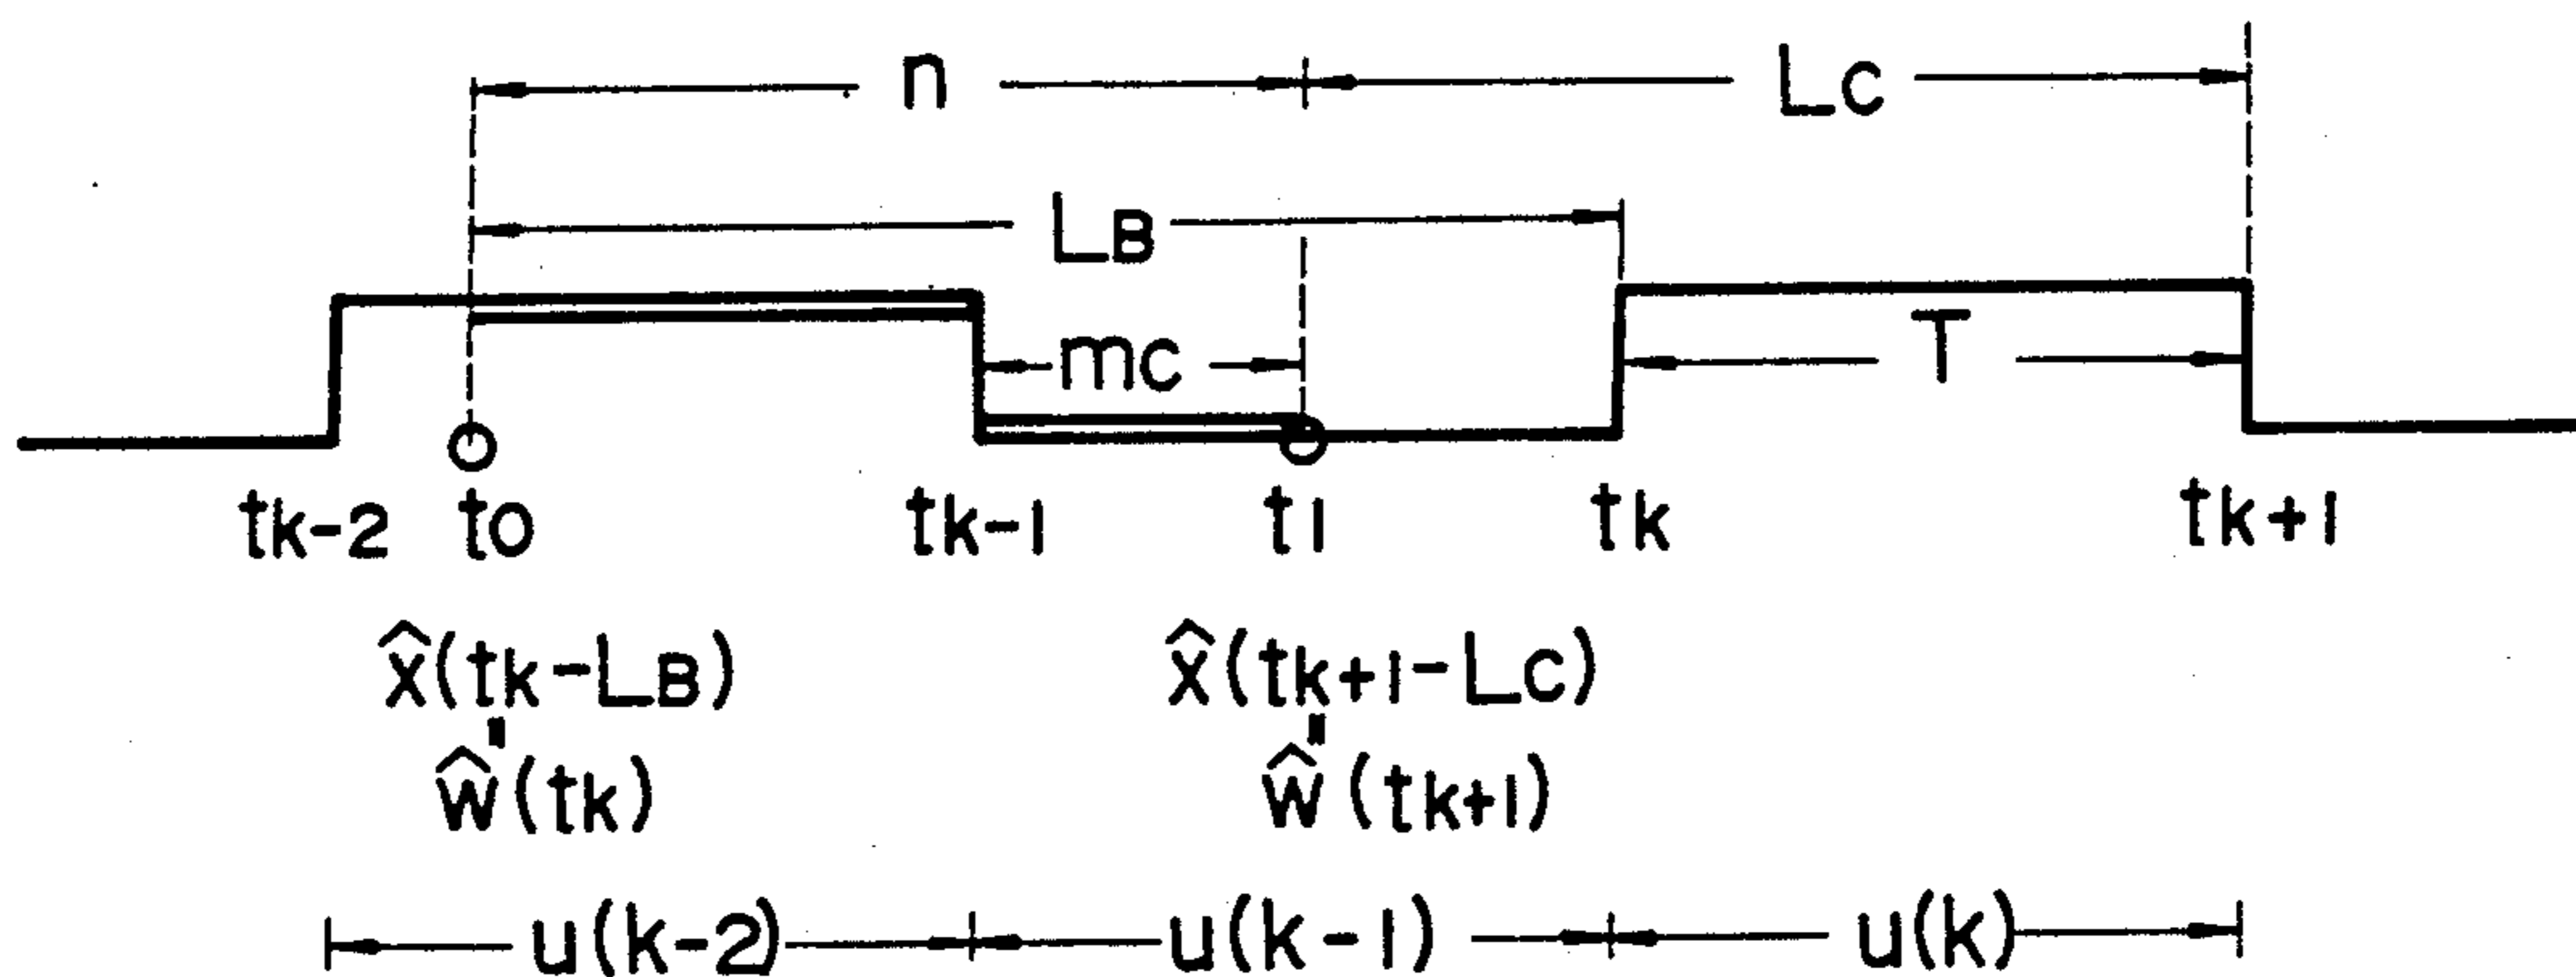 n Lc
LB
mc T
tk-2 to tk-1 t1 tk tk+1
x̂(tk-LB) x̂(tk+1-Lc)
" "
ŵ(tk) ŵ(tk+1)
u(k-2) u(k-1) u(k)